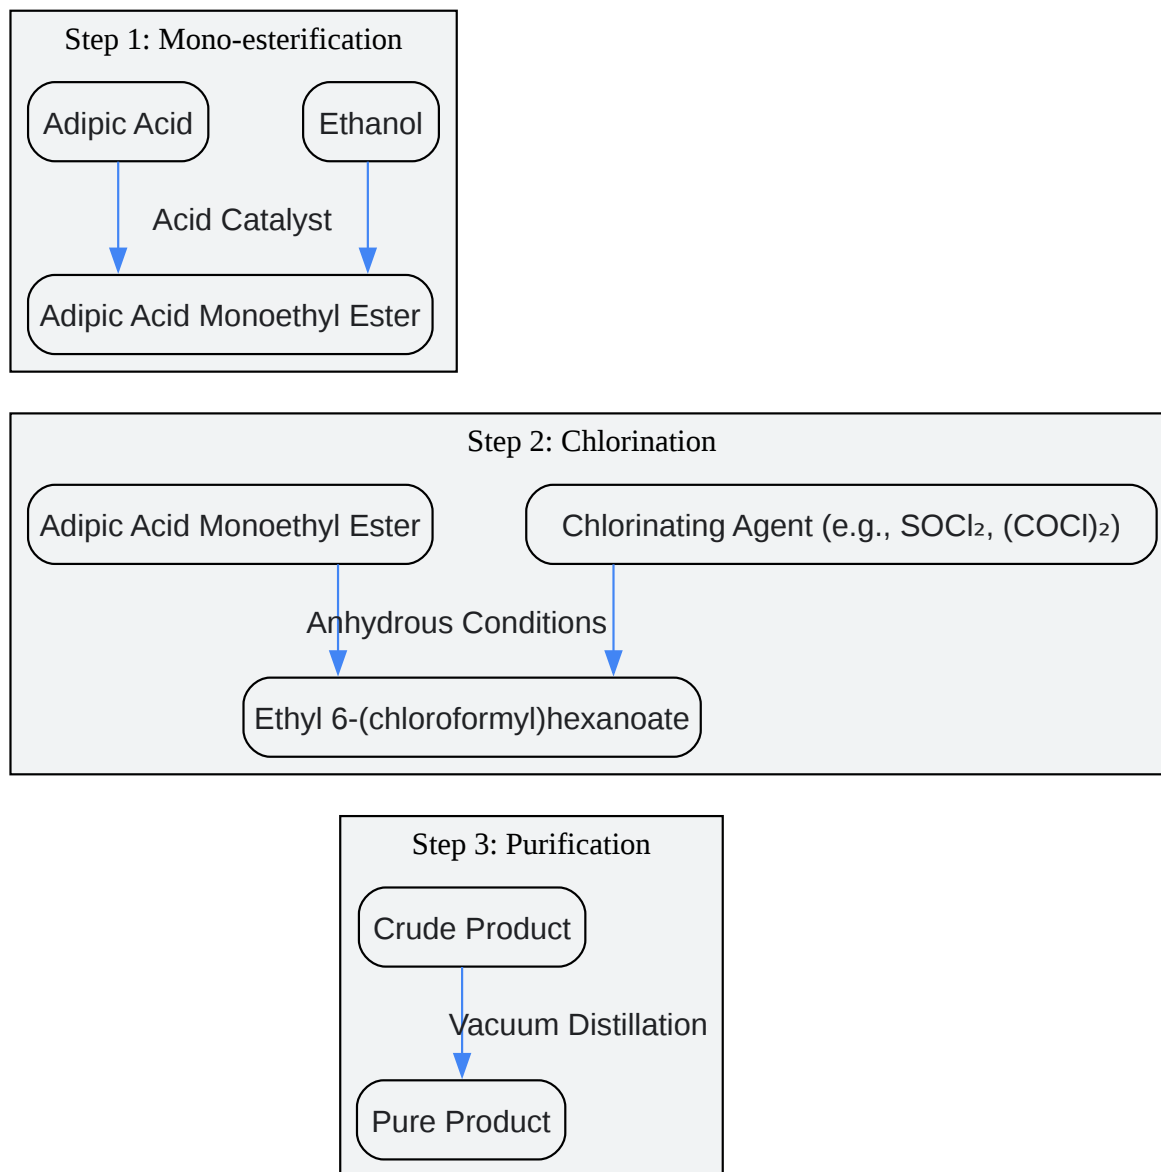 Step 1: Mono-esterification
Adipic Acid
Ethanol
Acid Catalyst
Adipic Acid Monoethyl Ester
Step 2: Chlorination
Adipic Acid Monoethyl Ester
Chlorinating Agent (e.g., SOCl₂, (COCl)₂)
Anhydrous Conditions
Ethyl 6-(chloroformyl)hexanoate
Step 3: Purification
Crude Product
Vacuum Distillation
Pure Product